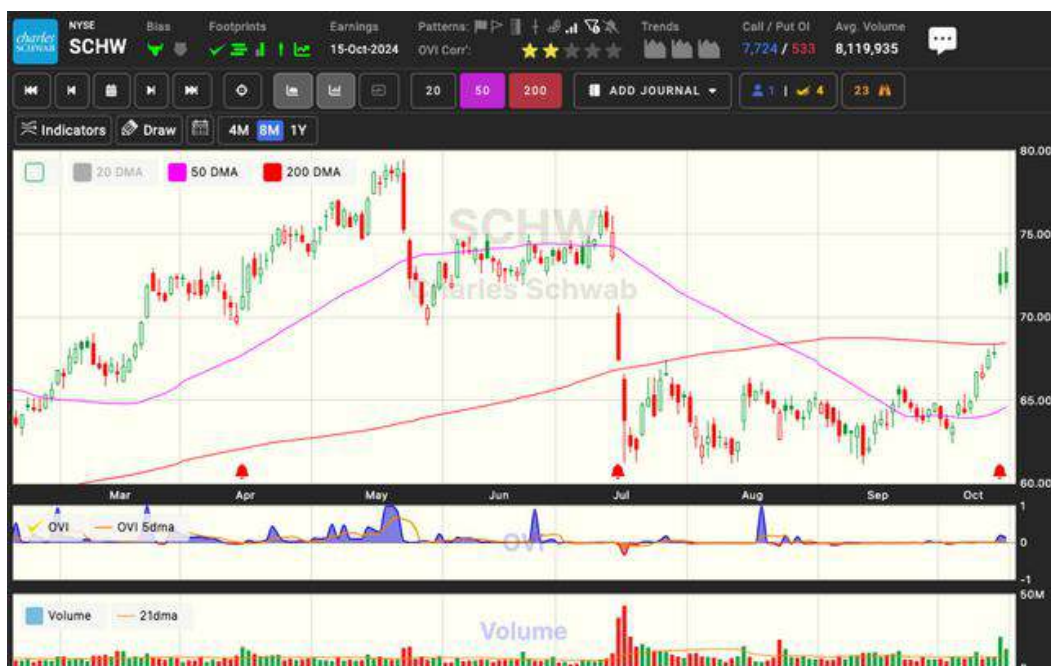 charles SCHWAB
NYSE
SCHW
Bias
Footprints
Earnings
15-Oct-2024
Patterns:
OVI Corr':
Trends
Call / Put OI
7,724 / 533
Avg. Volume
8,119,935
20 50 200 ADD JOURNAL 1 | 4 23
Indicators Draw 4M 8M 1Y
20 DMA 50 DMA 200 DMA
SCHW
Charles Schwab
80.00
75.00
70.00
65.00
60.00
Mar Apr May Jun Jul Aug Sep Oct
OVI OVI 5dma
OVI
1
0
-1
Volume 21dma
Volume
50M